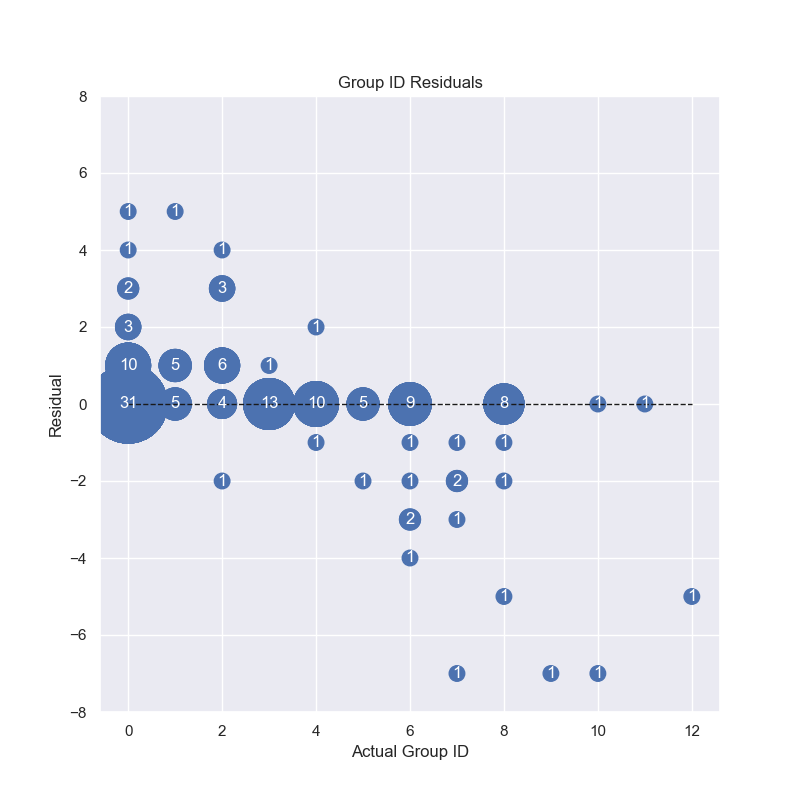 Group ID Residuals
8
6
1 1
4 1 1
2 3
2 3 1
10 5 6 1
0 31 5 4 13 10 5 9 8 1 1
1 1 1 1
−2 1 1 1 2 1
2 1
−4 1
1 1
−6
1 1 1
−8
0 2 4 6 8 10 12
Residual
Actual Group ID